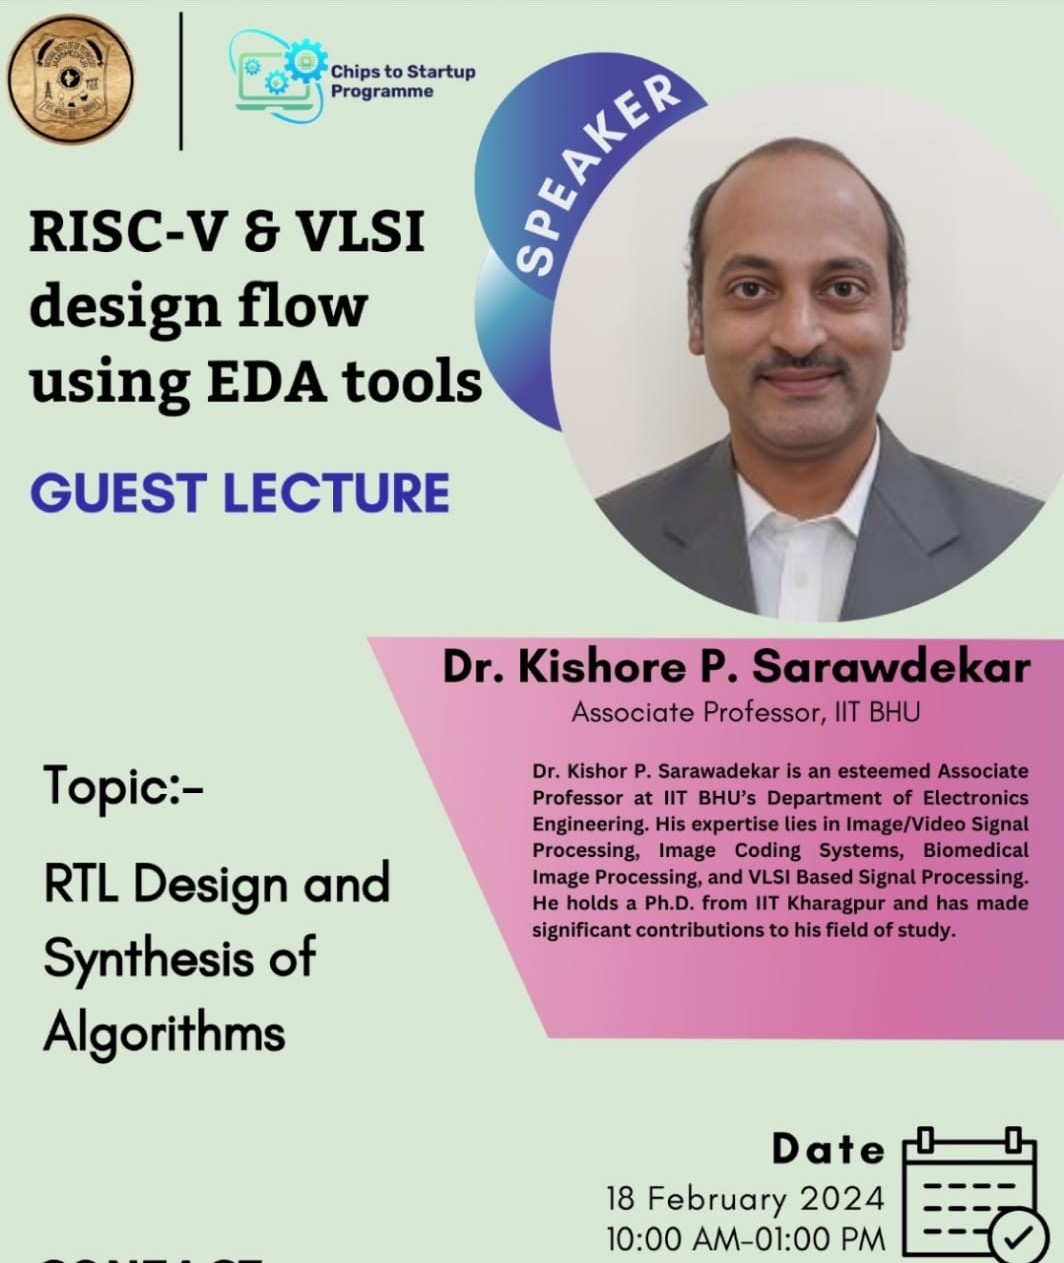 Chips to Startup
Programme
SPEAKER
RISC-V & VLSI
design flow
using EDA tools
GUEST LECTURE
Dr. Kishore P. Sarawdekar
Associate Professor, IIT BHU
Dr. Kishor P. Sarawadekar is an esteemed Associate
Professor at IIT BHU’s Department of Electronics
Engineering. His expertise lies in Image/Video Signal
Processing, Image Coding Systems, Biomedical
Image Processing, and VLSI Based Signal Processing.
He holds a Ph.D. from IIT Kharagpur and has made
significant contributions to his field of study.
Topic:-
RTL Design and
Synthesis of
Algorithms
Date
18 February 2024
10:00 AM-01:00 PM